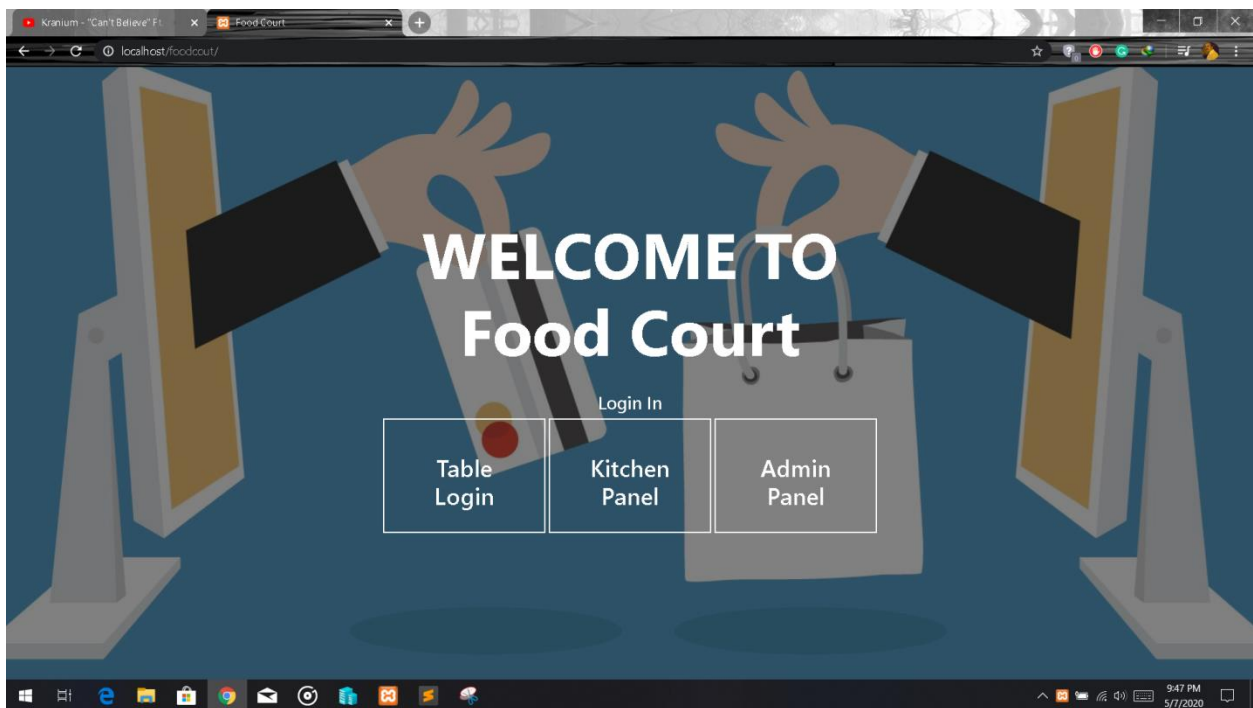 Kranium - "Can't Believe" Ft
Food Court
localhost/foodcout/
WELCOME TO
Food Court
Login In
Table
Login
Kitchen
Panel
Admin
Panel
9:47 PM
5/7/2020